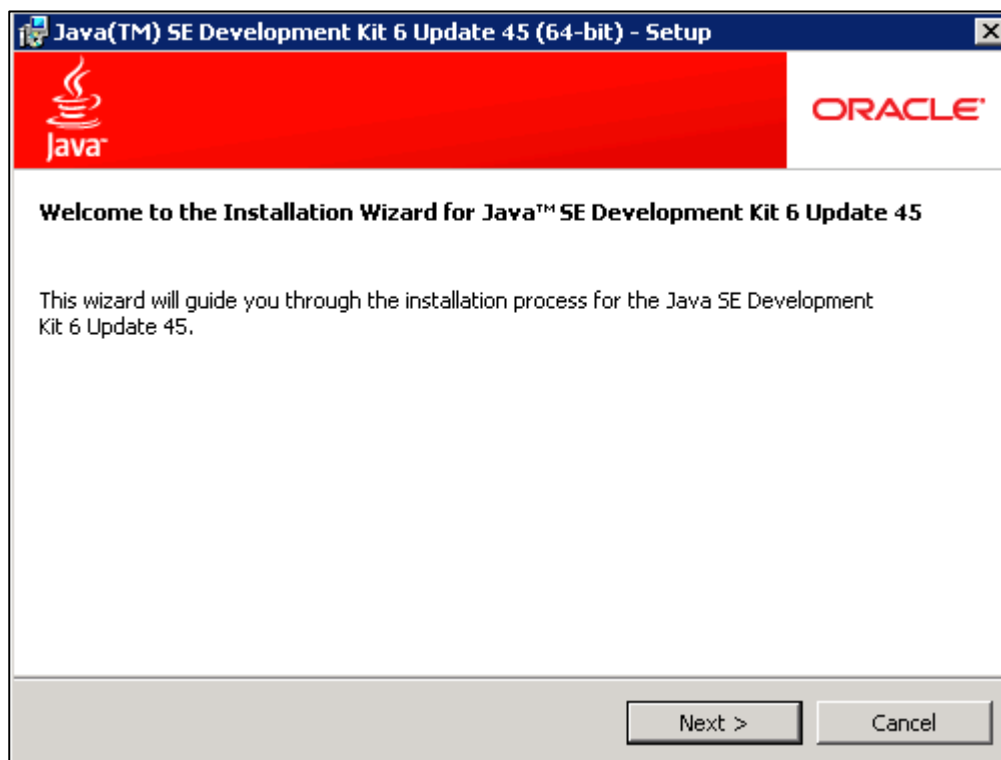 Java(TM) SE Development Kit 6 Update 45 (64-bit) - Setup
Java™
ORACLE®
Welcome to the Installation Wizard for Java™ SE Development Kit 6 Update 45
This wizard will guide you through the installation process for the Java SE Development
Kit 6 Update 45.
Next >
Cancel